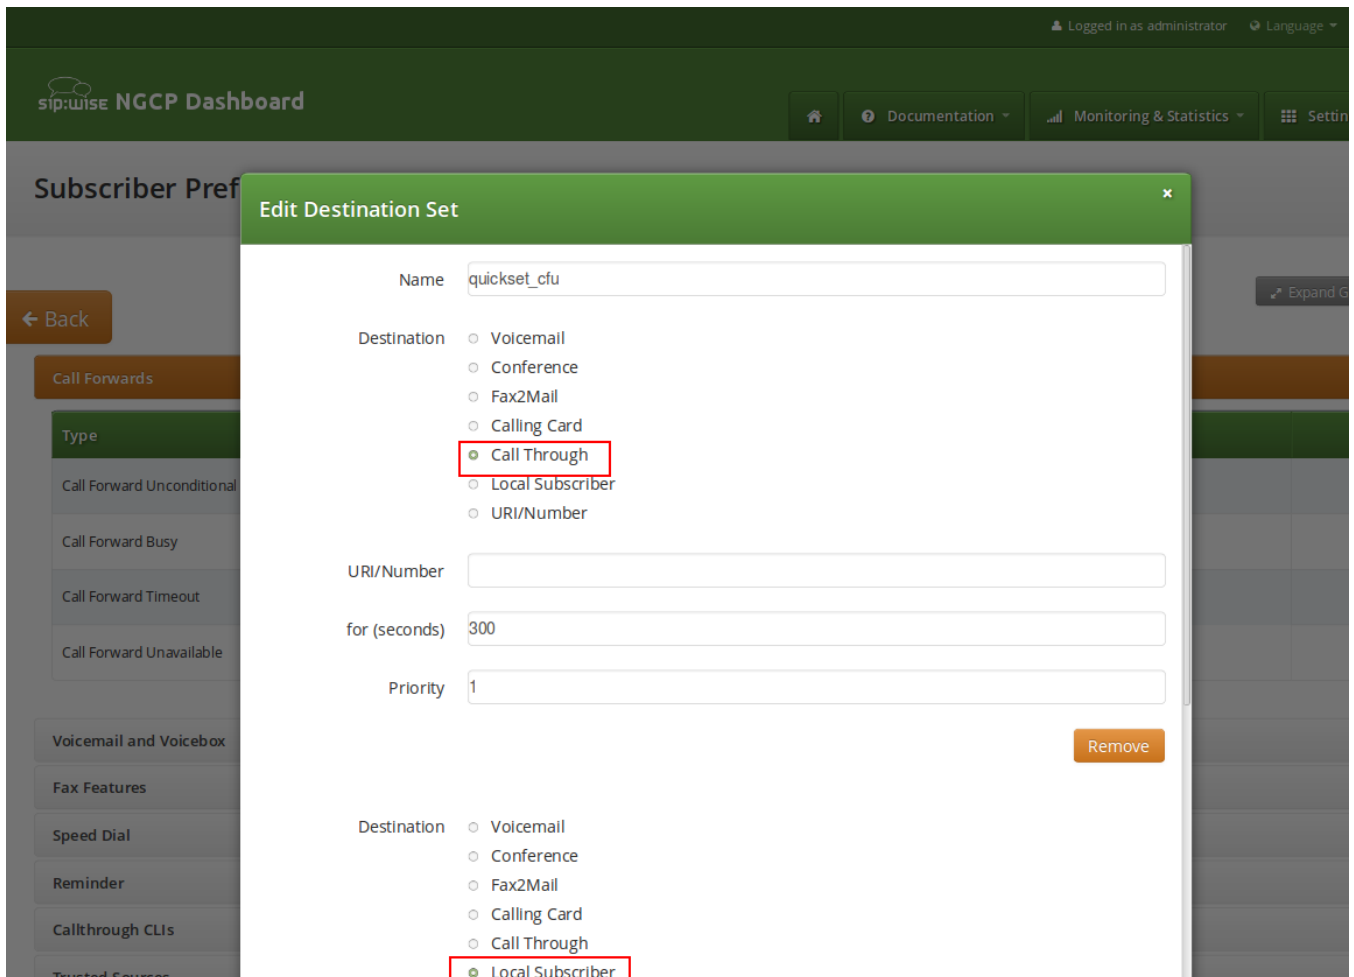 Logged in as administrator Language
sip:wise NGCP Dashboard
Documentation Monitoring & Statistics Settin
Subscriber Pref
Edit Destination Set
×
Name quickset_cfu
Expand G
Back
Destination Voicemail
Conference
Call Forwards
Fax2Mail
Calling Card
Type
Call Through
Call Forward Unconditional
Local Subscriber
URI/Number
Call Forward Busy
URI/Number
Call Forward Timeout
for (seconds) 300
Call Forward Unavailable
Priority 1
Voicemail and Voicebox
Remove
Fax Features
Speed Dial
Destination Voicemail
Conference
Reminder
Fax2Mail
Calling Card
Callthrough CLIs
Call Through
Trusted Sources
Local Subscriber